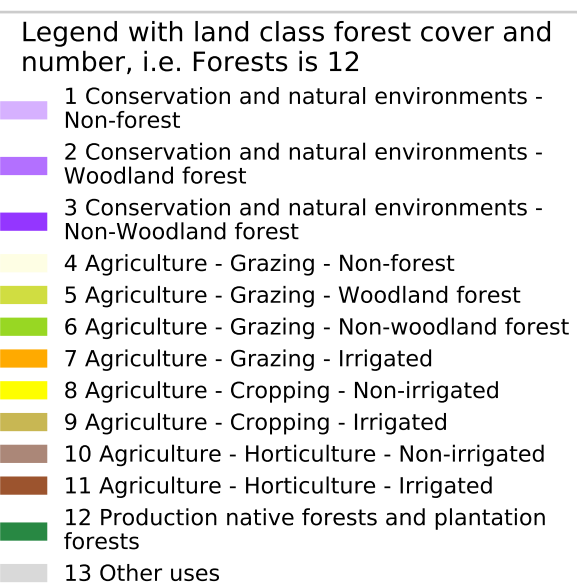 Legend with land class forest cover and
number, i.e. Forests is 12
1 Conservation and natural environments -
Non-forest
2 Conservation and natural environments -
Woodland forest
3 Conservation and natural environments -
Non-Woodland forest
4 Agriculture - Grazing - Non-forest
5 Agriculture - Grazing - Woodland forest
6 Agriculture - Grazing - Non-woodland forest
7 Agriculture - Grazing - Irrigated
8 Agriculture - Cropping - Non-irrigated
9 Agriculture - Cropping - Irrigated
10 Agriculture - Horticulture - Non-irrigated
11 Agriculture - Horticulture - Irrigated
12 Production native forests and plantation
forests
13 Other uses